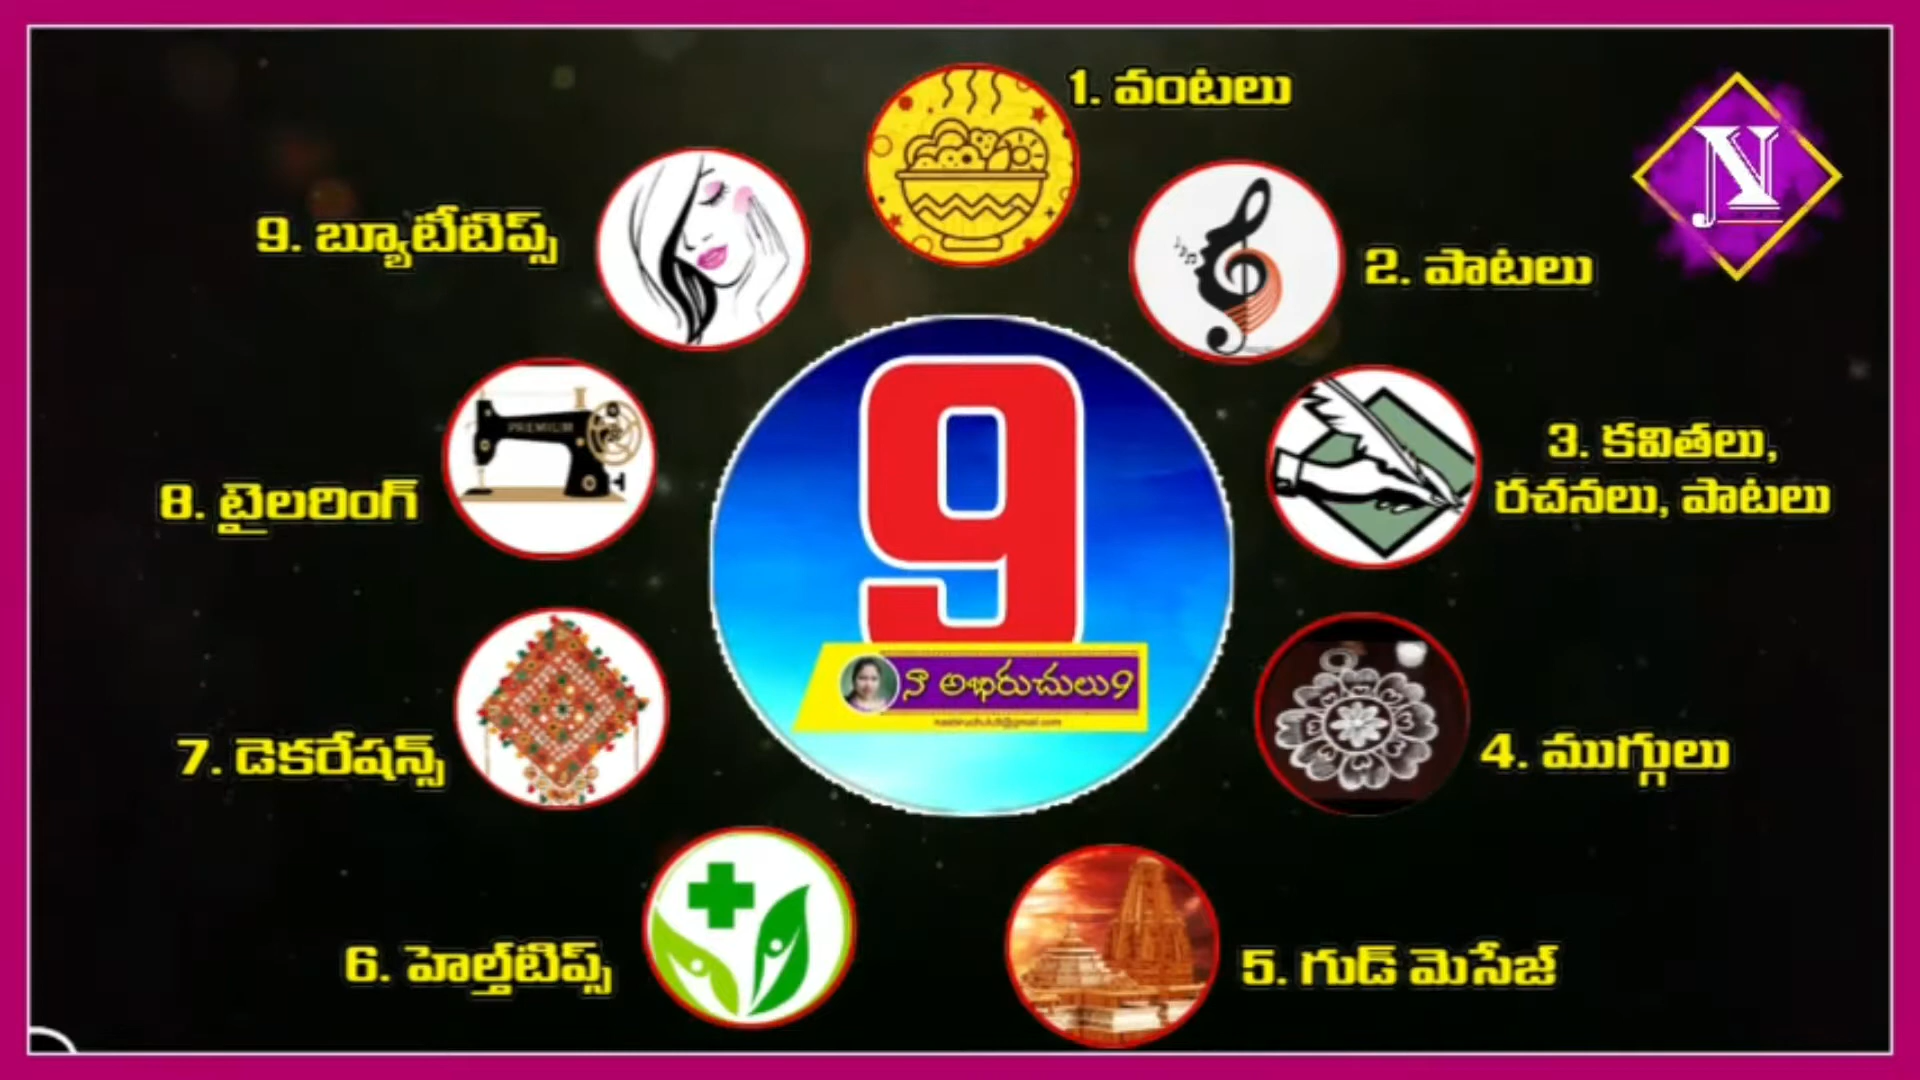 1. వంటలు
2. పాటలు
3. కవితలు,
రచనలు, పాటలు
4. ముగ్గులు
5. గుడ్ మెసేజ్
6. హెల్త్‌టిప్స్
7. డెకరేషన్స్
8. టైలరింగ్
9. బ్యూటీటిప్స్
9
నా అభిరుచులు9
PREMIUM
N